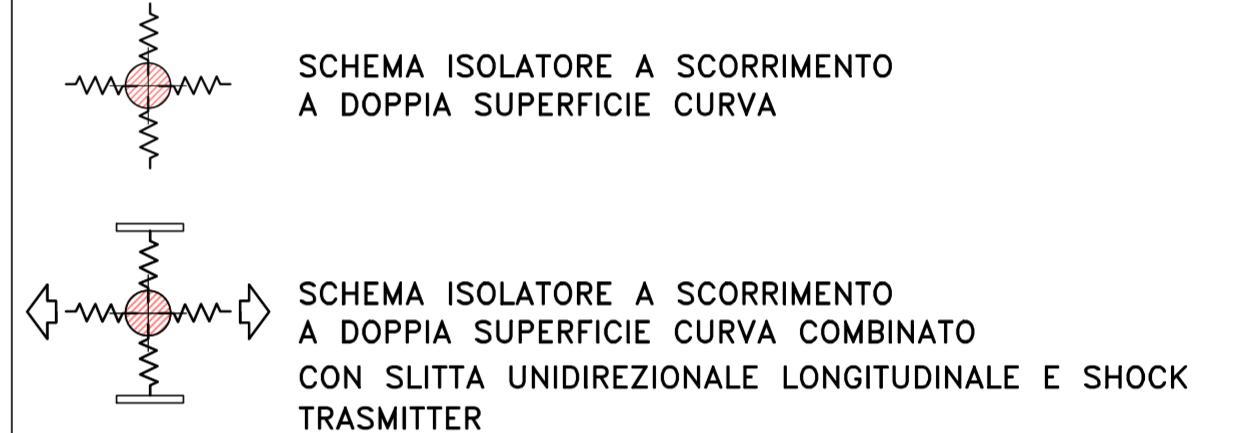 SCHEMA ISOLATORE A SCORRIMENTO
A DOPPIA SUPERFICIE CURVA
SCHEMA ISOLATORE A SCORRIMENTO
A DOPPIA SUPERFICIE CURVA COMBINATO
CON SLITTA UNIDIREZIONALE LONGITUDINALE E SHOCK
TRASMITTER